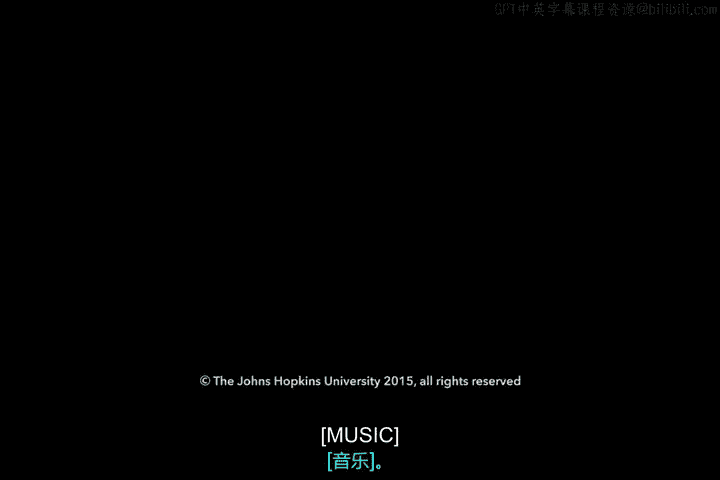 GPT中英字幕课程资源@bilibili.com
© The Johns Hopkins University 2015, all rights reserved
[MUSIC]
[音乐]。